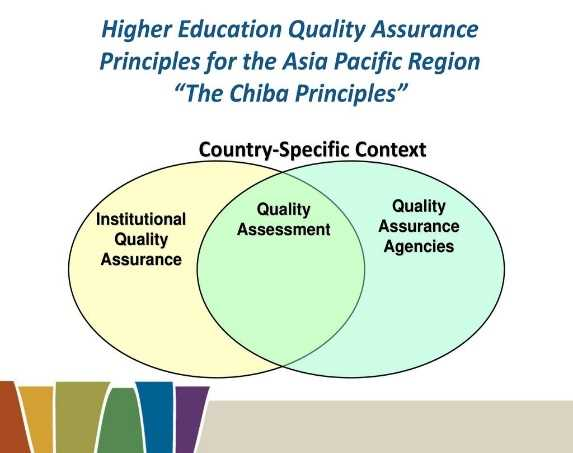 Higher Education Quality Assurance
Principles for the Asia Pacific Region
“The Chiba Principles”
Country-Specific Context
Institutional
Quality
Assurance
Quality
Assessment
Quality
Assurance
Agencies